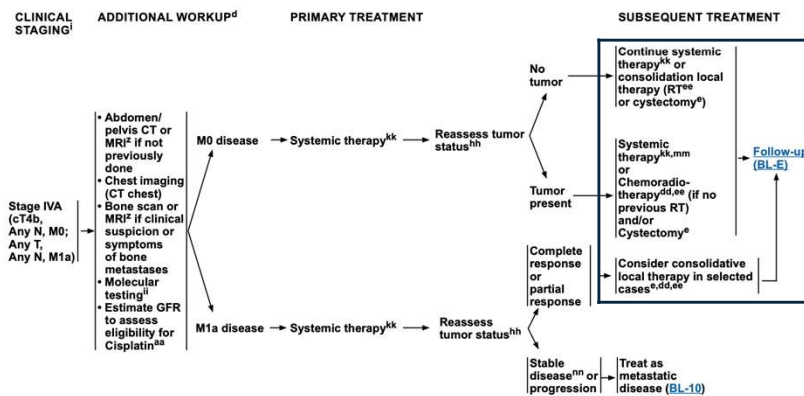 CLINICAL
STAGINGⁱ
ADDITIONAL WORKUPᵈ
PRIMARY TREATMENT
SUBSEQUENT TREATMENT
Stage IVA
(cT4b,
Any N, M0;
Any T,
Any N, M1a)
• Abdomen/
pelvis CT or
MRIᶻ if not
previously
done
• Chest imaging
(CT chest)
• Bone scan or
MRIᶻ if clinical
suspicion or
symptoms
of bone
metastases
• Molecular
testingⁱⁱ
• Estimate GFR
to assess
eligibility for
Cisplatinᵃᵃ
M0 disease
Systemic therapyᵏᵏ
Reassess tumor
statusʰʰ
No
tumor
Continue systemic
therapyᵏᵏ or
consolidation local
therapy (RTᵉᵉ
or cystectomyᵉ)
Tumor
present
Systemic
therapyᵏᵏ,ᵐᵐ
or
Chemoradio-
therapyᵈᵈ,ᵉᵉ (if no
previous RT)
and/or
Cystectomyᵉ
Follow-up
(BL-E)
M1a disease
Systemic therapyᵏᵏ
Reassess
tumor statusʰʰ
Complete
response
or
partial
response
Consider consolidative
local therapy in selected
casesᵉ,ᵈᵈ,ᵉᵉ
Stable
diseaseⁿⁿ or
progression
Treat as
metastatic
disease (BL-10)